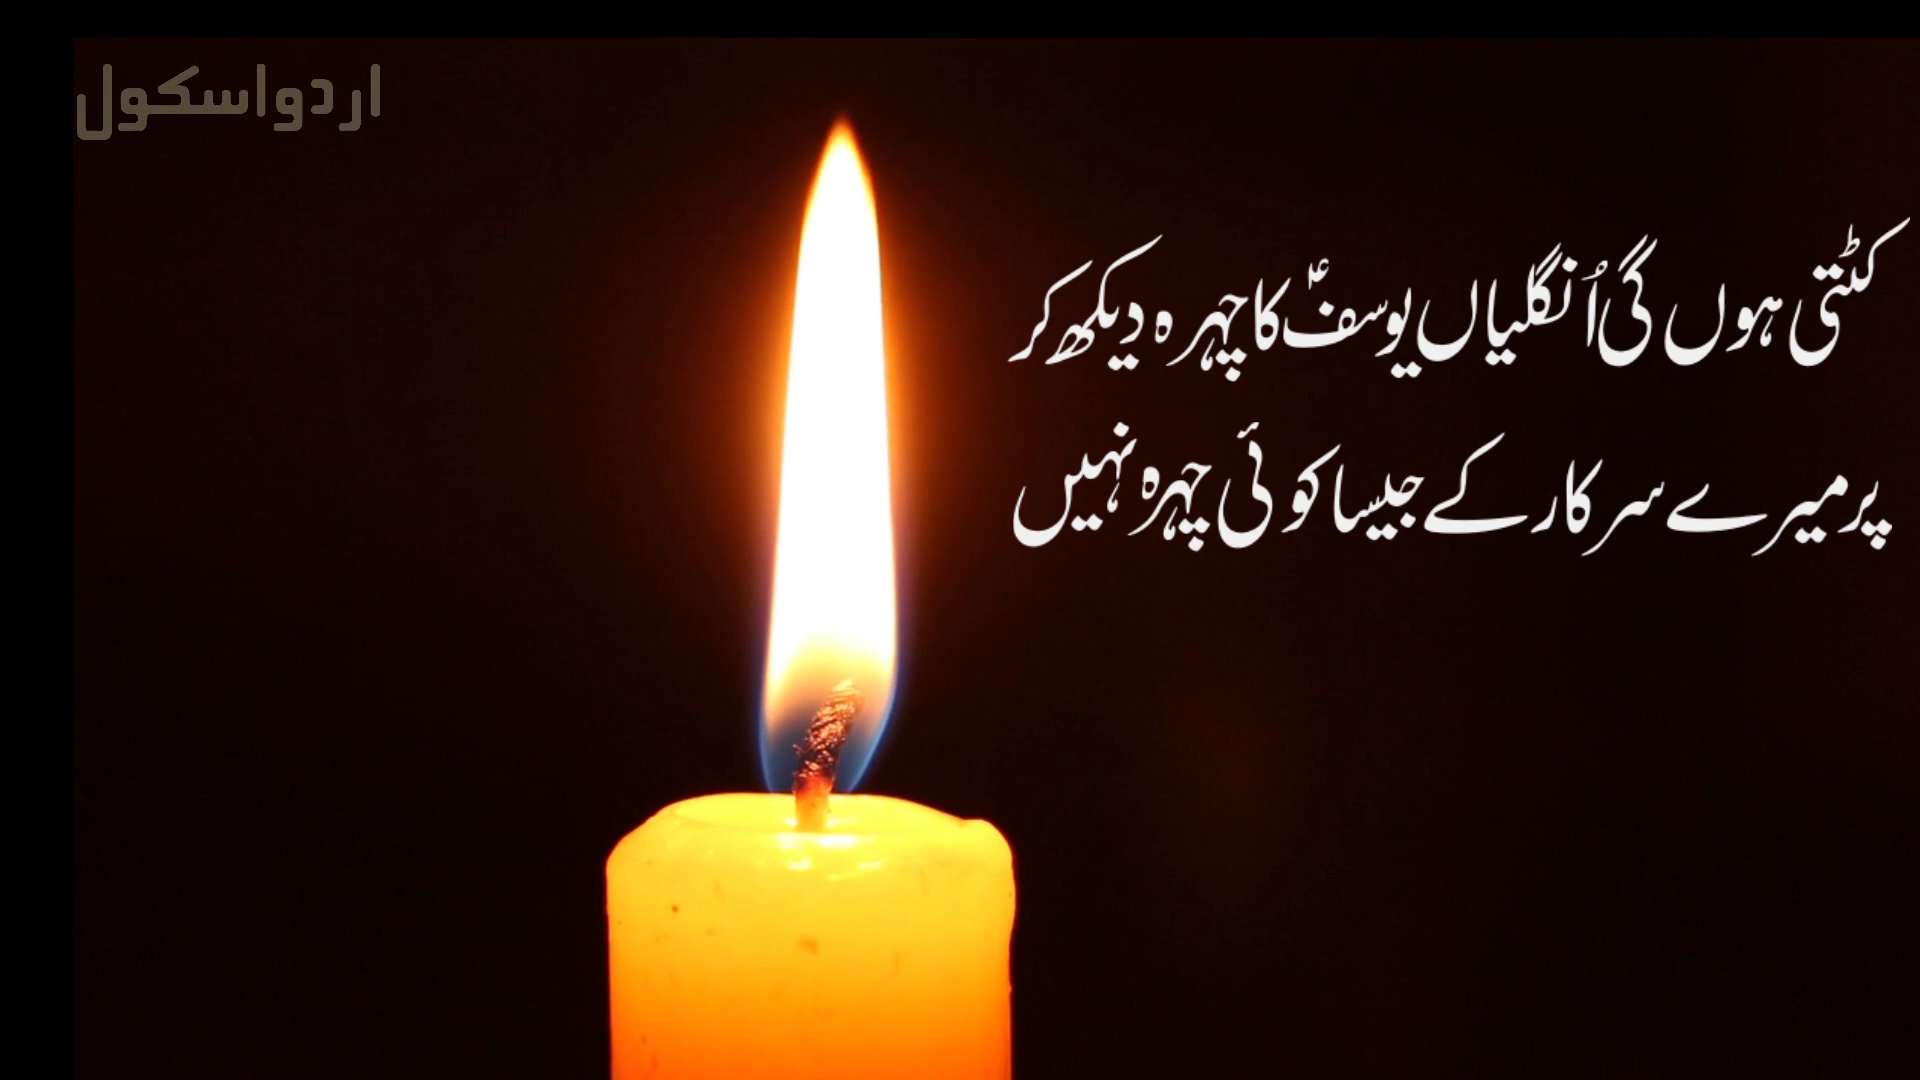 اردو اسکول
کٹتی ہوں گی اُنگلیاں یوسفؑ کا چہرہ دیکھ کر
پر میرے سرکار کے جیسا کوئی چہرہ نہیں